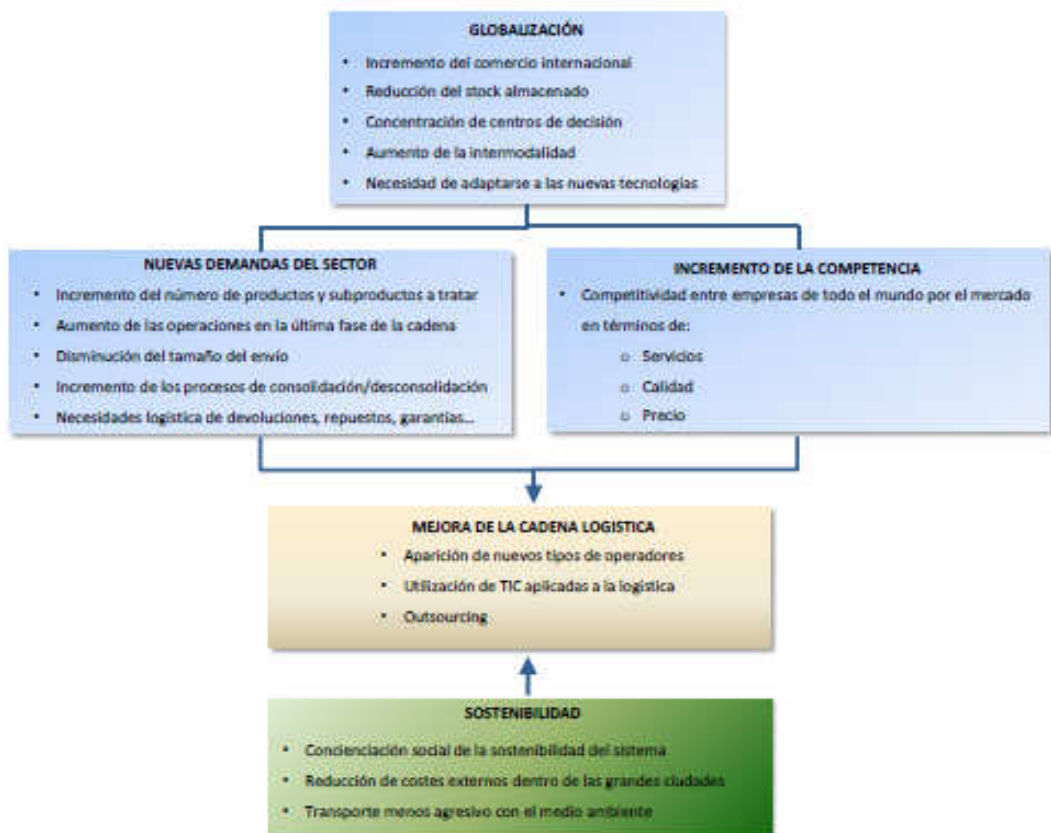 GLOBALIZACIÓN
• Incremento del comercio internacional
• Reducción del stock almacenado
• Concentración de centros de decisión
• Aumento de la intermodalidad
• Necesidad de adaptarse a las nuevas tecnologías
NUEVAS DEMANDAS DEL SECTOR
• Incremento del número de productos y subproductos a tratar
• Aumento de las operaciones en la última fase de la cadena
• Disminución del tamaño del envío
• Incremento de los procesos de consolidación/desconsolidación
• Necesidades logística de devoluciones, repuestos, garantías...
INCREMENTO DE LA COMPETENCIA
• Competitividad entre empresas de todo el mundo por el mercado
en términos de:
o Servicios
o Calidad
o Precio
MEJORA DE LA CADENA LOGISTICA
• Aparición de nuevos tipos de operadores
• Utilización de TIC aplicadas a la logística
• Outsourcing
SOSTENIBILIDAD
• Concienciación social de la sostenibilidad del sistema
• Reducción de costes externos dentro de las grandes ciudades
• Transporte menos agresivo con el medio ambiente